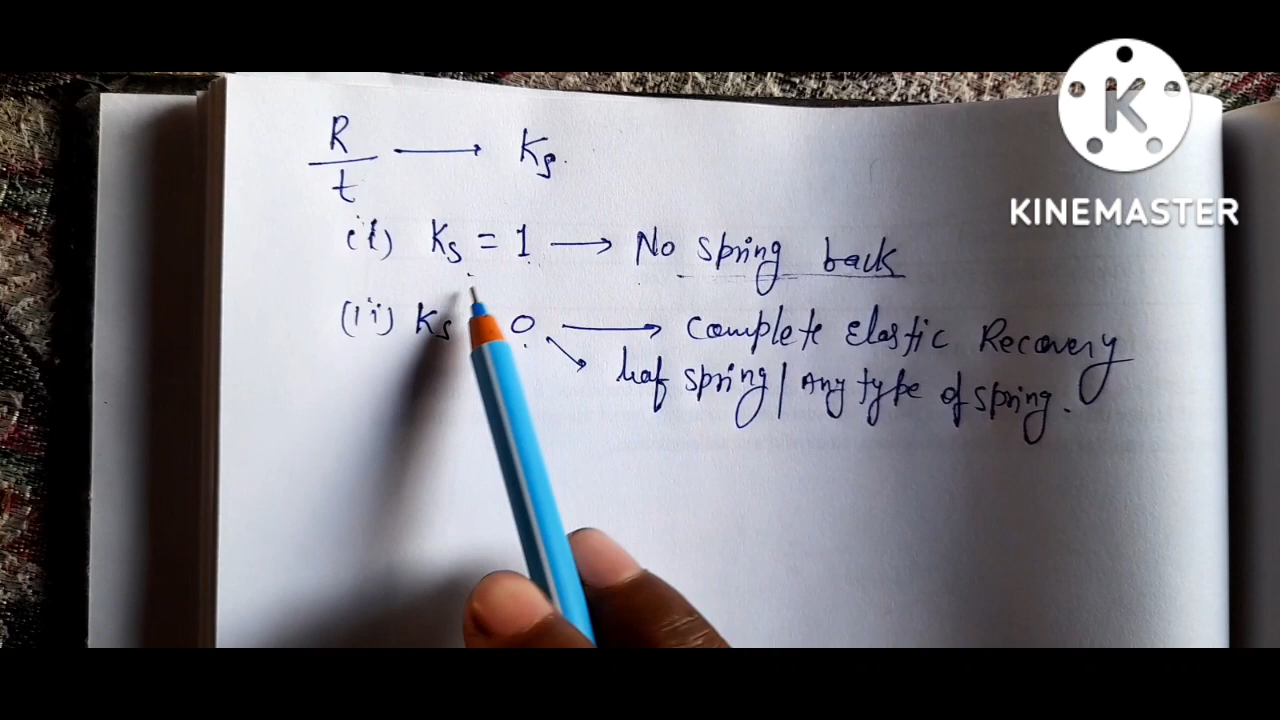 R/t → Ks.
(i) Ks = 1 → No spring back
(ii) Ks 0 → Complete Elastic Recovery
leaf spring / Any type of spring.
K
KINEMASTER